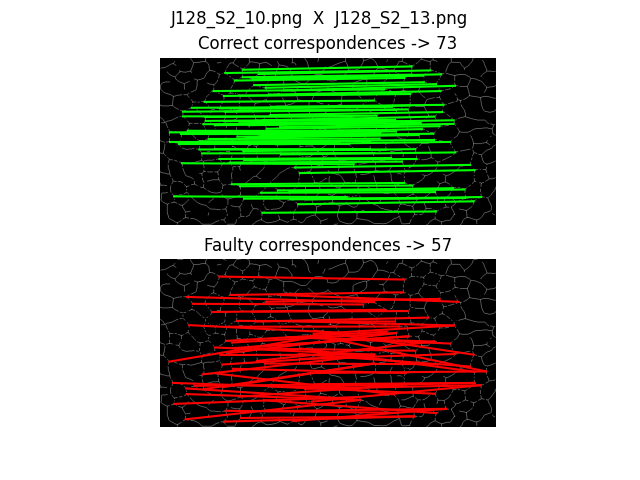 J128_S2_10.png  X  J128_S2_13.png
Correct correspondences -> 73
Faulty correspondences -> 57